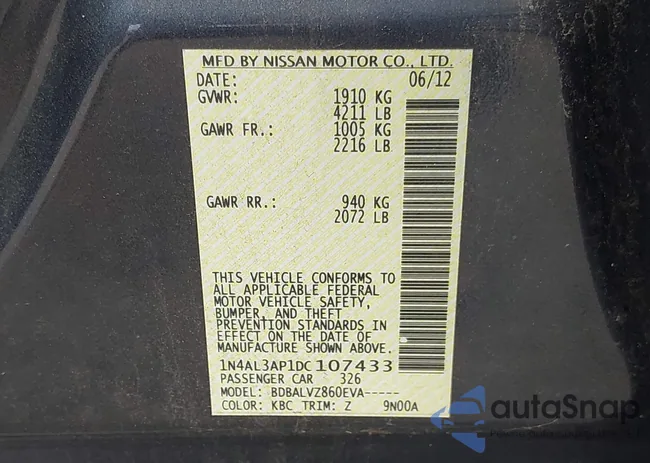 MFD BY NISSAN MOTOR CO., LTD.
DATE: 06/12
GVWR: 1910 KG
4211 LB
GAWR FR.: 1005 KG
2216 LB
GAWR RR.: 940 KG
2072 LB
THIS VEHICLE CONFORMS TO
ALL APPLICABLE FEDERAL
MOTOR VEHICLE SAFETY,
BUMPER, AND THEFT
PREVENTION STANDARDS IN
EFFECT ON THE DATE OF
MANUFACTURE SHOWN ABOVE.
1N4AL3AP1DC107433
PASSENGER CAR 326
MODEL: BDBALVZ860EVA-----
COLOR: KBC TRIM: Z 9N00A
autoSnap